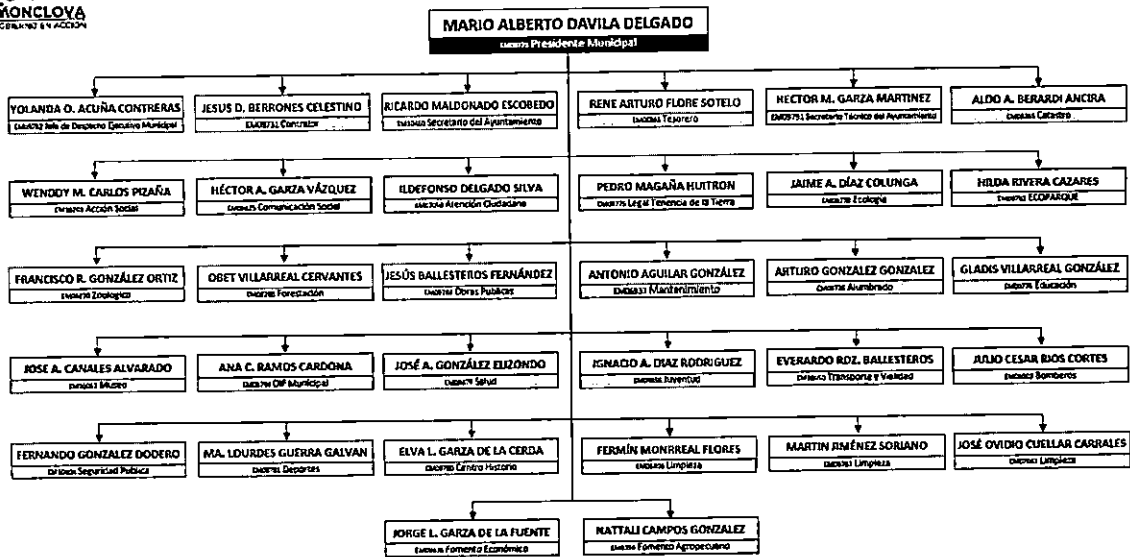 MONCLOVA
GOBIERNO EN ACCIÓN
MARIO ALBERTO DAVILA DELGADO
Presidente Municipal
YOLANDA O. ACUÑA CONTRERAS
Jefe de Despacho Ejecutivo Municipal
JESUS D. BERRONES CELESTINO
Contralor
RICARDO MALDONADO ESCOBEDO
Secretario del Ayuntamiento
RENE ARTURO FLORE SOTELO
Tesorero
HECTOR M. GARZA MARTINEZ
Secretario Técnico del Ayuntamiento
ALDO A. BERARDI ANCIRA
Catastro
WENDDY M. CARLOS PIZAÑA
Acción Social
HÉCTOR A. GARZA VÁZQUEZ
Comunicación Social
ILDEFONSO DELGADO SILVA
Atención Ciudadana
PEDRO MAGAÑA HUITRON
Legal Tenencia de la Tierra
JAIME A. DÍAZ COLUNGA
Ecología
HILDA RIVERA CAZARES
ECOPARQUE
FRANCISCO R. GONZÁLEZ ORTIZ
Zoologico
OBET VILLARREAL CERVANTES
Forestación
JESÚS BALLESTEROS FERNÁNDEZ
Obras Publicas
ANTONIO AGUILAR GONZÁLEZ
Mantenimiento
ARTURO GONZALEZ GONZALEZ
Alumbrado
GLADIS VILLARREAL GONZÁLEZ
Educación
JOSE A. CANALES ALVARADO
Museo
ANA C. RAMOS CARDONA
DIF Municipal
JOSÉ A. GONZÁLEZ ELIZONDO
Salud
IGNACIO A. DIAZ RODRIGUEZ
Juventud
EVERARDO RDZ. BALLESTEROS
Transporte y Vialidad
JULIO CESAR RIOS CORTES
Bomberos
FERNANDO GONZALEZ DODERO
Seguridad Publica
MA. LOURDES GUERRA GALVAN
Deportes
ELVA L. GARZA DE LA CERDA
Centro Historio
FERMÍN MONRREAL FLORES
Limpieza
MARTIN JIMÉNEZ SORIANO
Limpieza
JOSÉ OVIDIO CUELLAR CARRALES
Limpieza
JORGE L. GARZA DE LA FUENTE
Fomento Económico
NATTALI CAMPOS GONZALEZ
Fomento Agropecuario